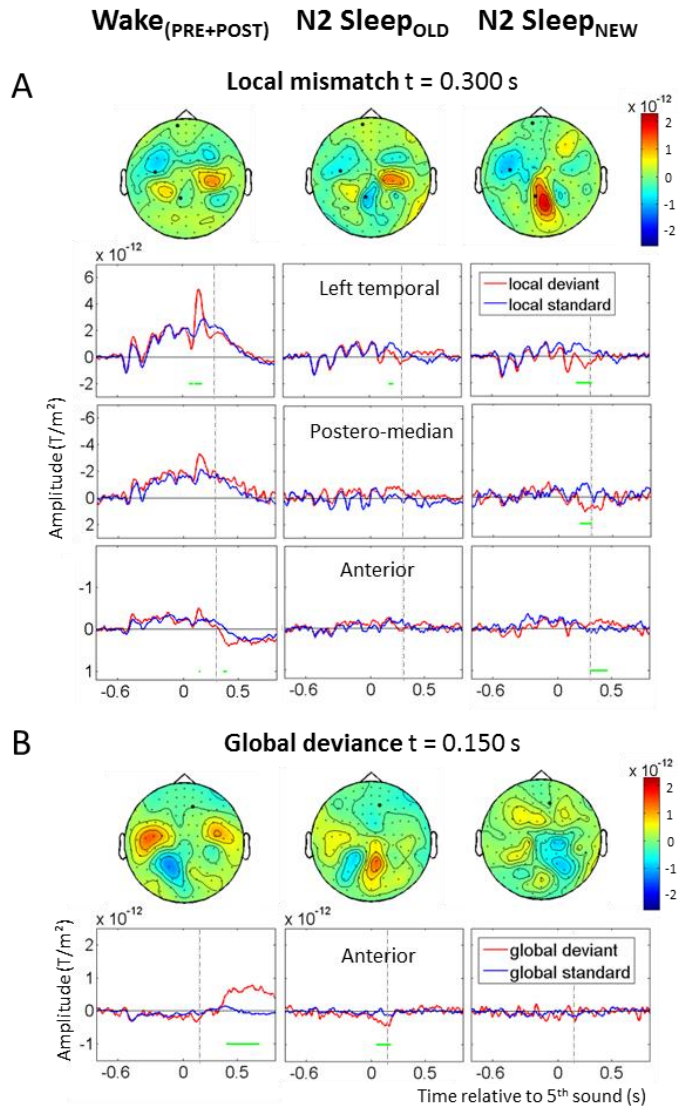 Wake(PRE+POST) N2 SleepOLD N2 SleepNEW
A
Local mismatch t = 0.300 s
x 10-12
2
1
0
-1
-2
x 10-12
6
4
2
0
-2
Left temporal
local deviant
local standard
-6
-4
-2
0
2
Postero-median
Amplitude (T/m²)
-1
0
1
Anterior
-0.6 0 0.5 -0.6 0 0.5 -0.6 0 0.5
B
Global deviance t = 0.150 s
x 10-12
2
1
0
-1
-2
x 10-12
2
1
0
-1
Anterior
global deviant
global standard
Amplitude (T/m²)
-0.6 0 0.5 -0.6 0 0.5 -0.6 0 0.5
Time relative to 5th sound (s)